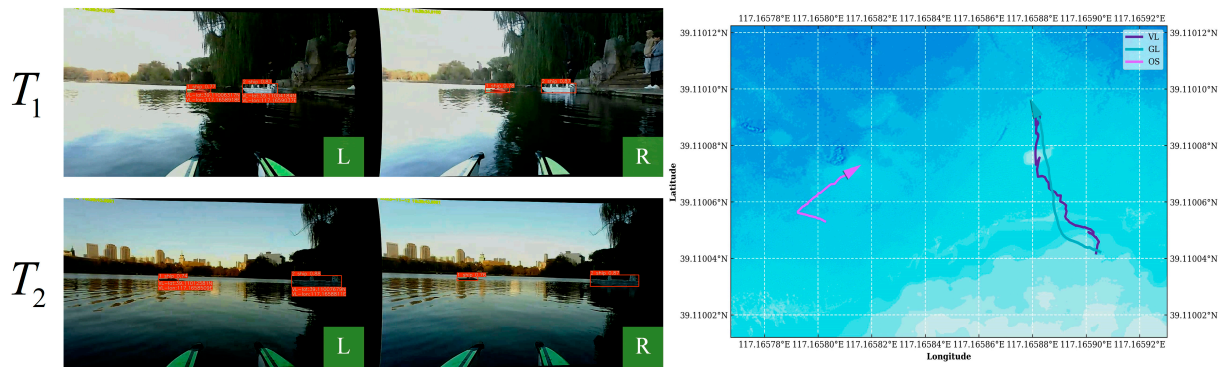 T1
L
R
T2
L
R
117.16578°E 117.16580°E 117.16582°E 117.16584°E 117.16586°E 117.16588°E 117.16590°E 117.16592°E
39.11012°N 39.11012°N
39.11010°N 39.11010°N
39.11008°N 39.11008°N
39.11006°N 39.11006°N
39.11004°N 39.11004°N
39.11002°N 39.11002°N
117.16578°E 117.16580°E 117.16582°E 117.16584°E 117.16586°E 117.16588°E 117.16590°E 117.16592°E
Latitude
Longitude
VL
GL
OS